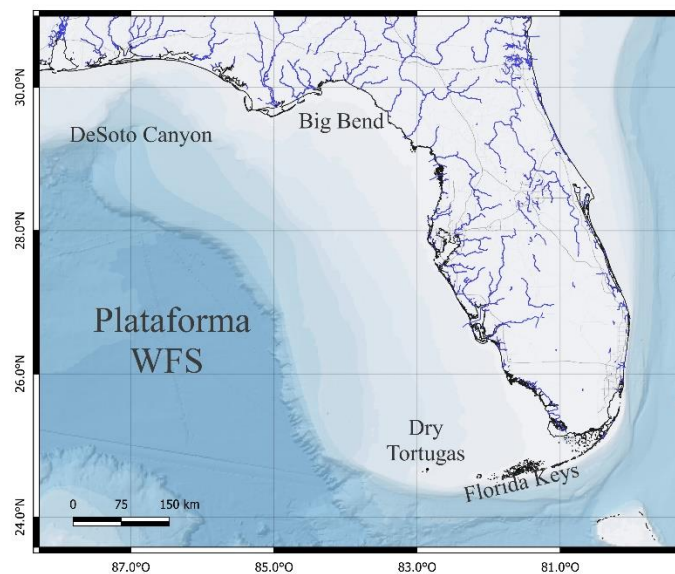 30.0°N
28.0°N
26.0°N
24.0°N
DeSoto Canyon
Big Bend
Plataforma
WFS
Dry
Tortugas
Florida Keys
0 75 150 km
87.0°O 85.0°O 83.0°O 81.0°O